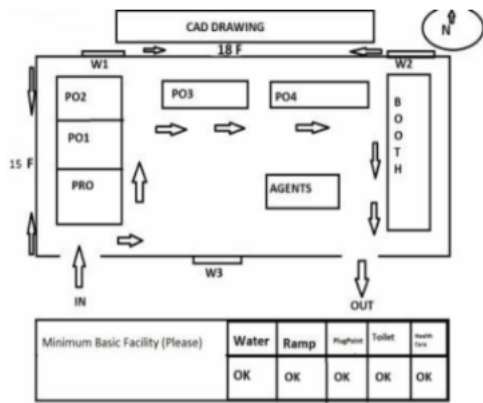 CAD DRAWING
N
18 F
W1
W2
PO2
PO3
PO4
BOOTH
PO1
15 F
PRO
AGENTS
W3
IN
OUT
Minimum Basic Facility (Please)
Water Ramp PlugPoint Toilet Health Care
OK OK OK OK OK